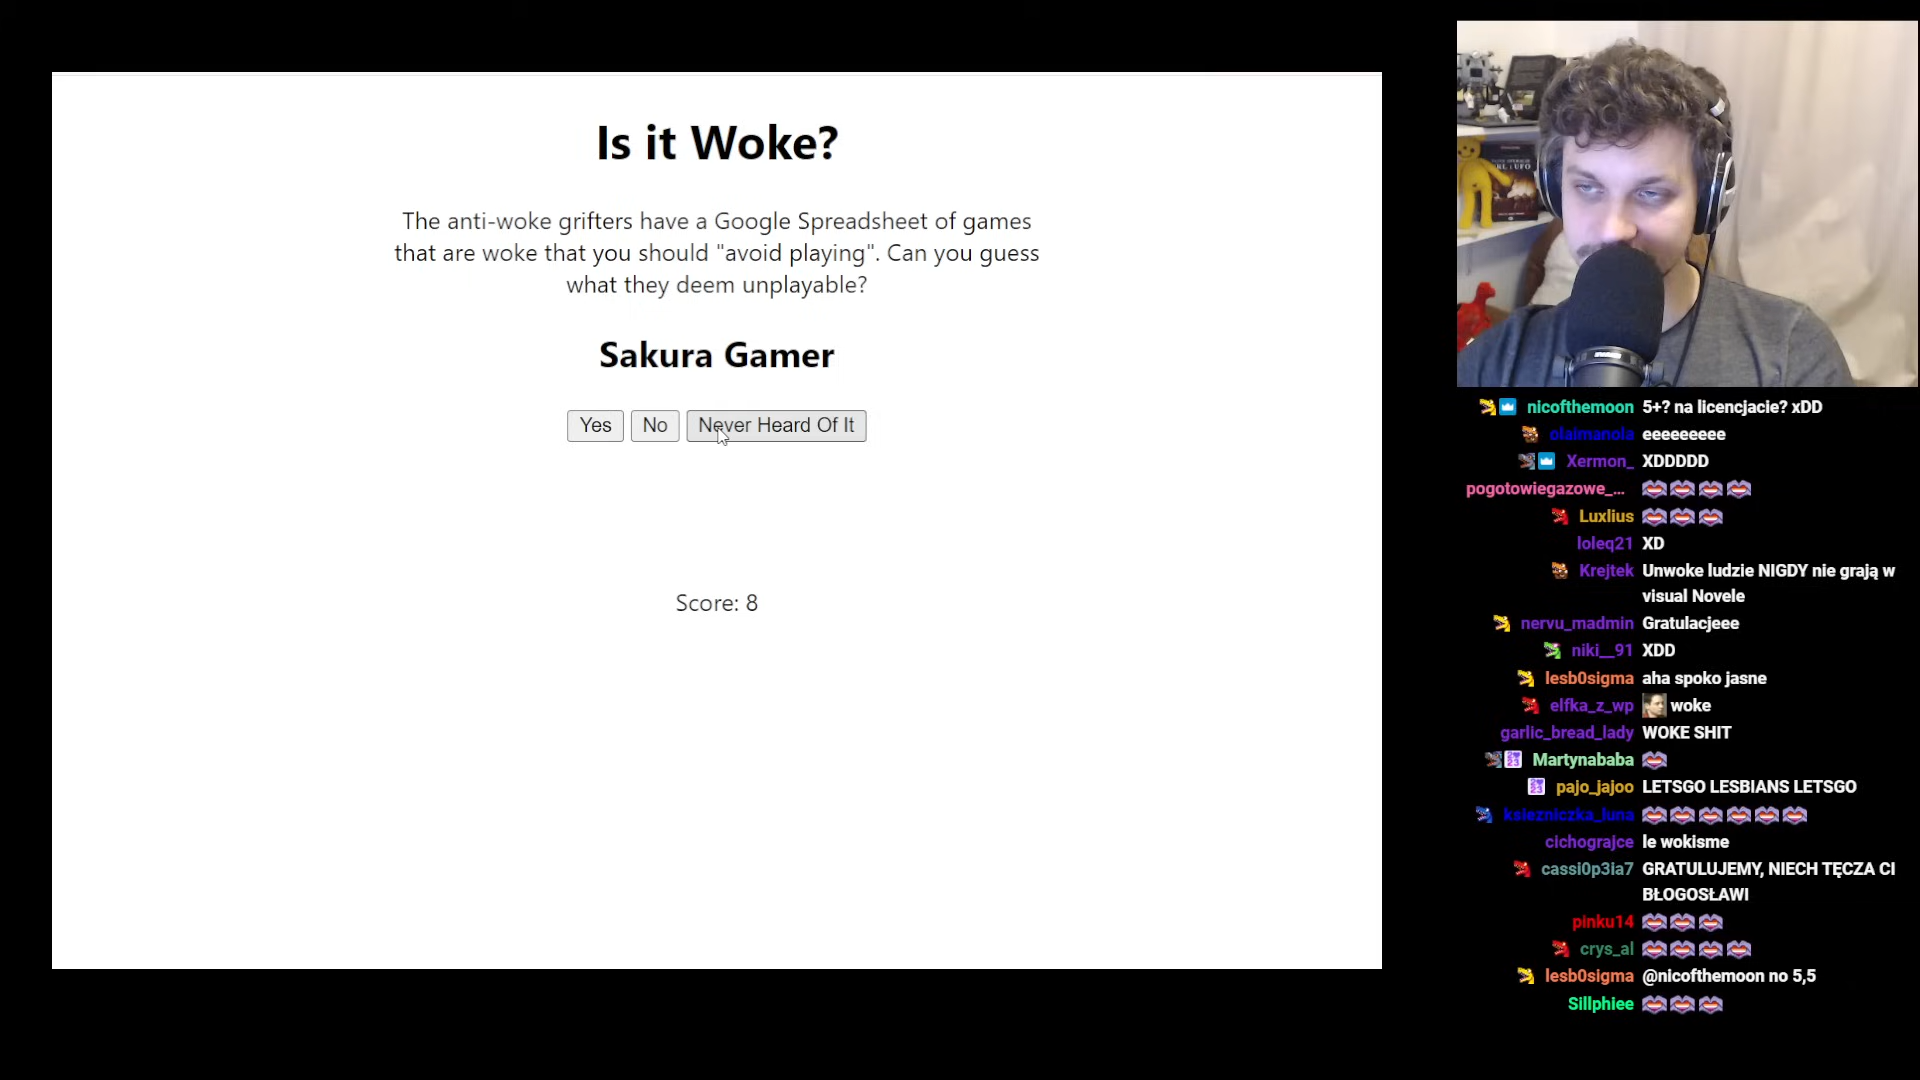 Is it Woke?
The anti-woke grifters have a Google Spreadsheet of games
that are woke that you should "avoid playing". Can you guess
what they deem unplayable?
Sakura Gamer
Yes No Never Heard Of It
Score: 8
nicofthemoon 5+? na licencjacie? xDD
olaimanola eeeeeeeee
Xermon_ XDDDDD
pogotowiegazowe_...
Luxlius
loleq21 XD
Krejtek Unwoke ludzie NIGDY nie grają w
visual Novele
nervu_madmin Gratulacjeee
niki__91 XDD
lesb0sigma aha spoko jasne
elfka_z_wp woke
garlic_bread_lady WOKE SHIT
Martynababa
pajo_jajoo LETSGO LESBIANS LETSGO
ksiezniczka_luna
cichograjce le wokisme
cassi0p3ia7 GRATULUJEMY, NIECH TĘCZA CI
BŁOGOSŁAWI
pinku14
crys_al
lesb0sigma @nicofthemoon no 5,5
Sillphiee